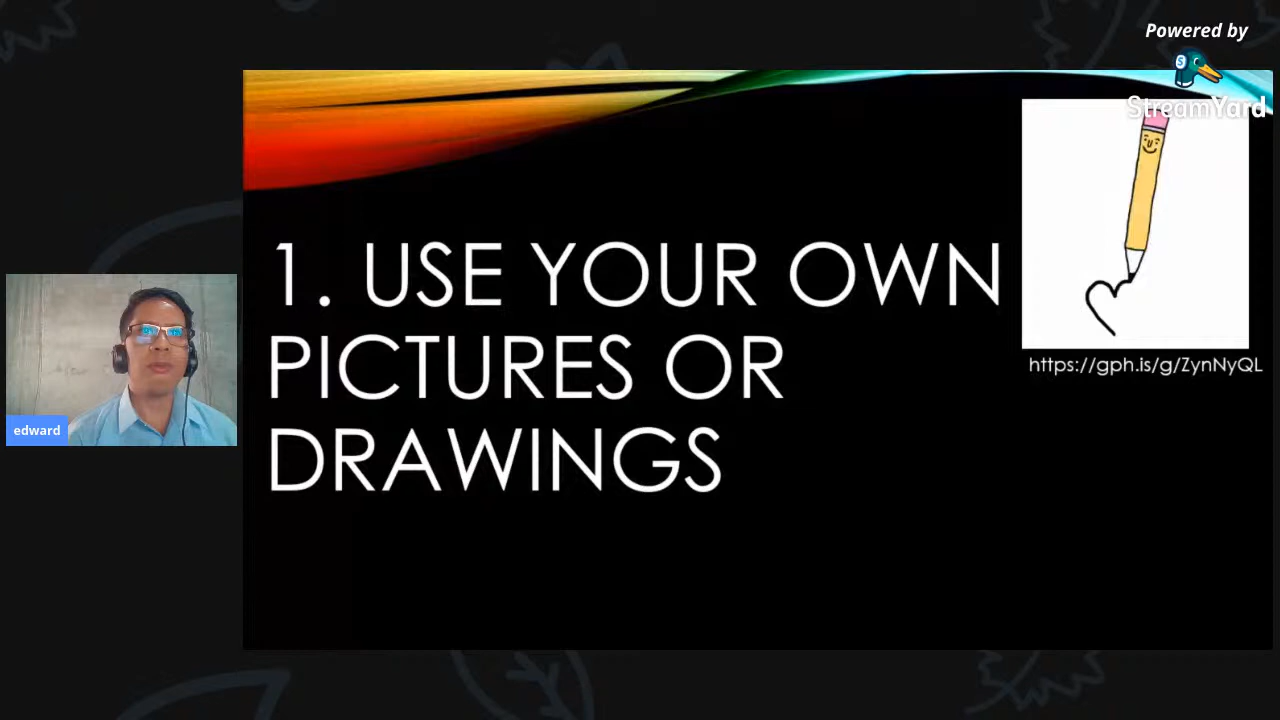 Powered by
StreamYard
1. USE YOUR OWN
PICTURES OR
DRAWINGS
https://gph.is/g/ZynNyQL
edward